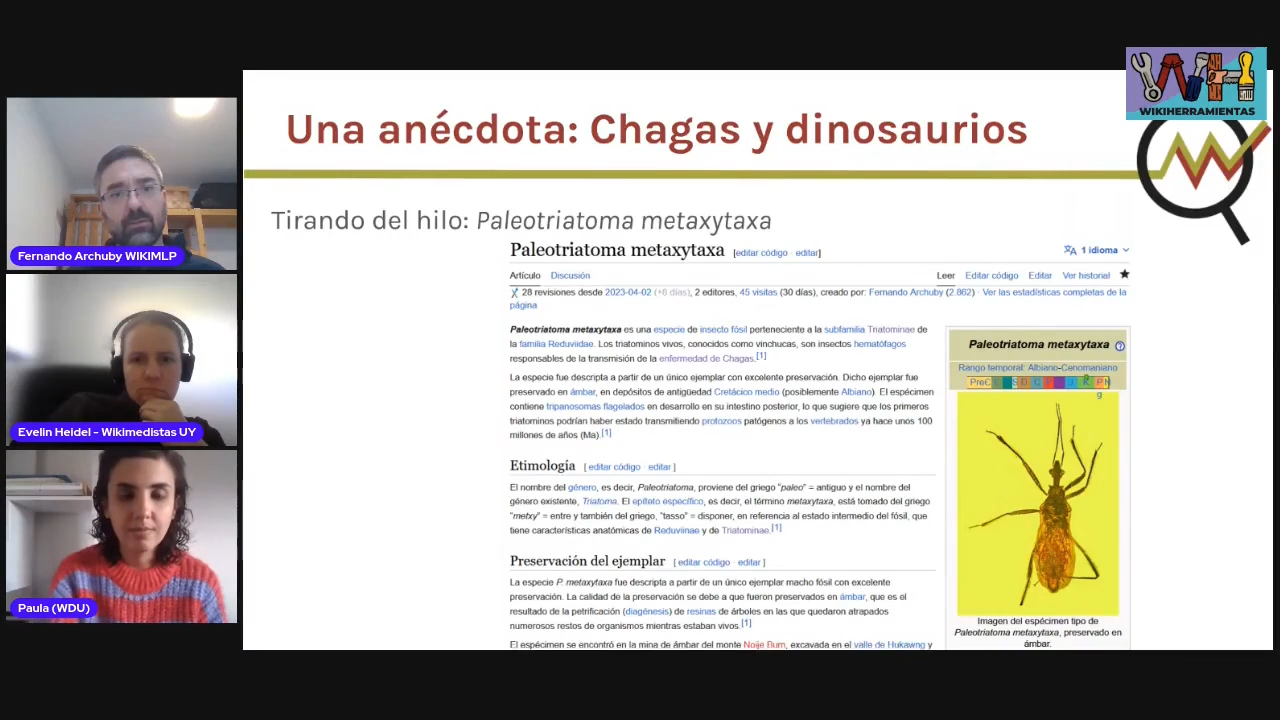 WIKIHERRAMIENTAS
Una anécdota: Chagas y dinosaurios
Tirando del hilo: Paleotriatoma metaxytaxa
Fernando Archuby WIKIMLP
Evelin Heidel - Wikimedistas UY
Paula (WDU)
Paleotriatoma metaxytaxa [editar código editar]
1 idioma
Artículo Discusión
Leer Editar código Editar Ver historial
28 revisiones desde 2023-04-02 (+6 días), 2 editores, 45 visitas (30 días), creado por: Fernando Archuby (2.862) · Ver las estadísticas completas de la
página
Paleotriatoma metaxytaxa es una especie de insecto fósil perteneciente a la subfamilia Triatominae de
la familia Reduviidae. Los triatominos vivos, conocidos como vinchucas, son insectos hematófagos
responsables de la transmisión de la enfermedad de Chagas.[1]
La especie fue descripta a partir de un único ejemplar con excelente preservación. Dicho ejemplar fue
preservado en ámbar, en depósitos de antigüedad Cretácico medio (posiblemente Albiano). El espécimen
contiene tripanosomas flagelados en desarrollo en su intestino posterior, lo que sugiere que los primeros
triatominos podrían haber estado transmitiendo protozoos patógenos a los vertebrados ya hace unos 100
millones de años (Ma).[1]
Etimología [ editar código editar ]
El nombre del género, es decir, Paleotriatoma, proviene del griego "paleo" = antiguo y el nombre del
género existente, Triatoma. El epíteto específico, es decir, el término metaxytaxa, está tomado del griego
"metxy" = entre y también del griego, "tasso" = disponer, en referencia al estado intermedio del fósil, que
tiene características anatómicas de Reduviinae y de Triatominae.[1]
Preservación del ejemplar [ editar código editar ]
La especie P. metaxytaxa fue descripta a partir de un único ejemplar macho fósil con excelente
preservación. La calidad de la preservación se debe a que fueron preservados en ámbar, que es el
resultado de la petrificación (diagénesis) de resinas de árboles en las que quedaron atrapados
numerosos restos de organismos mientras estaban vivos.[1]
El espécimen se encontró en la mina de ámbar del monte Noije Bum, excavada en el valle de Hukawng y
Paleotriatoma metaxytaxa
Rango temporal: Albiano-Cenomaniano
Imagen del espécimen tipo de
Paleotriatoma metaxytaxa, preservado en
ámbar.